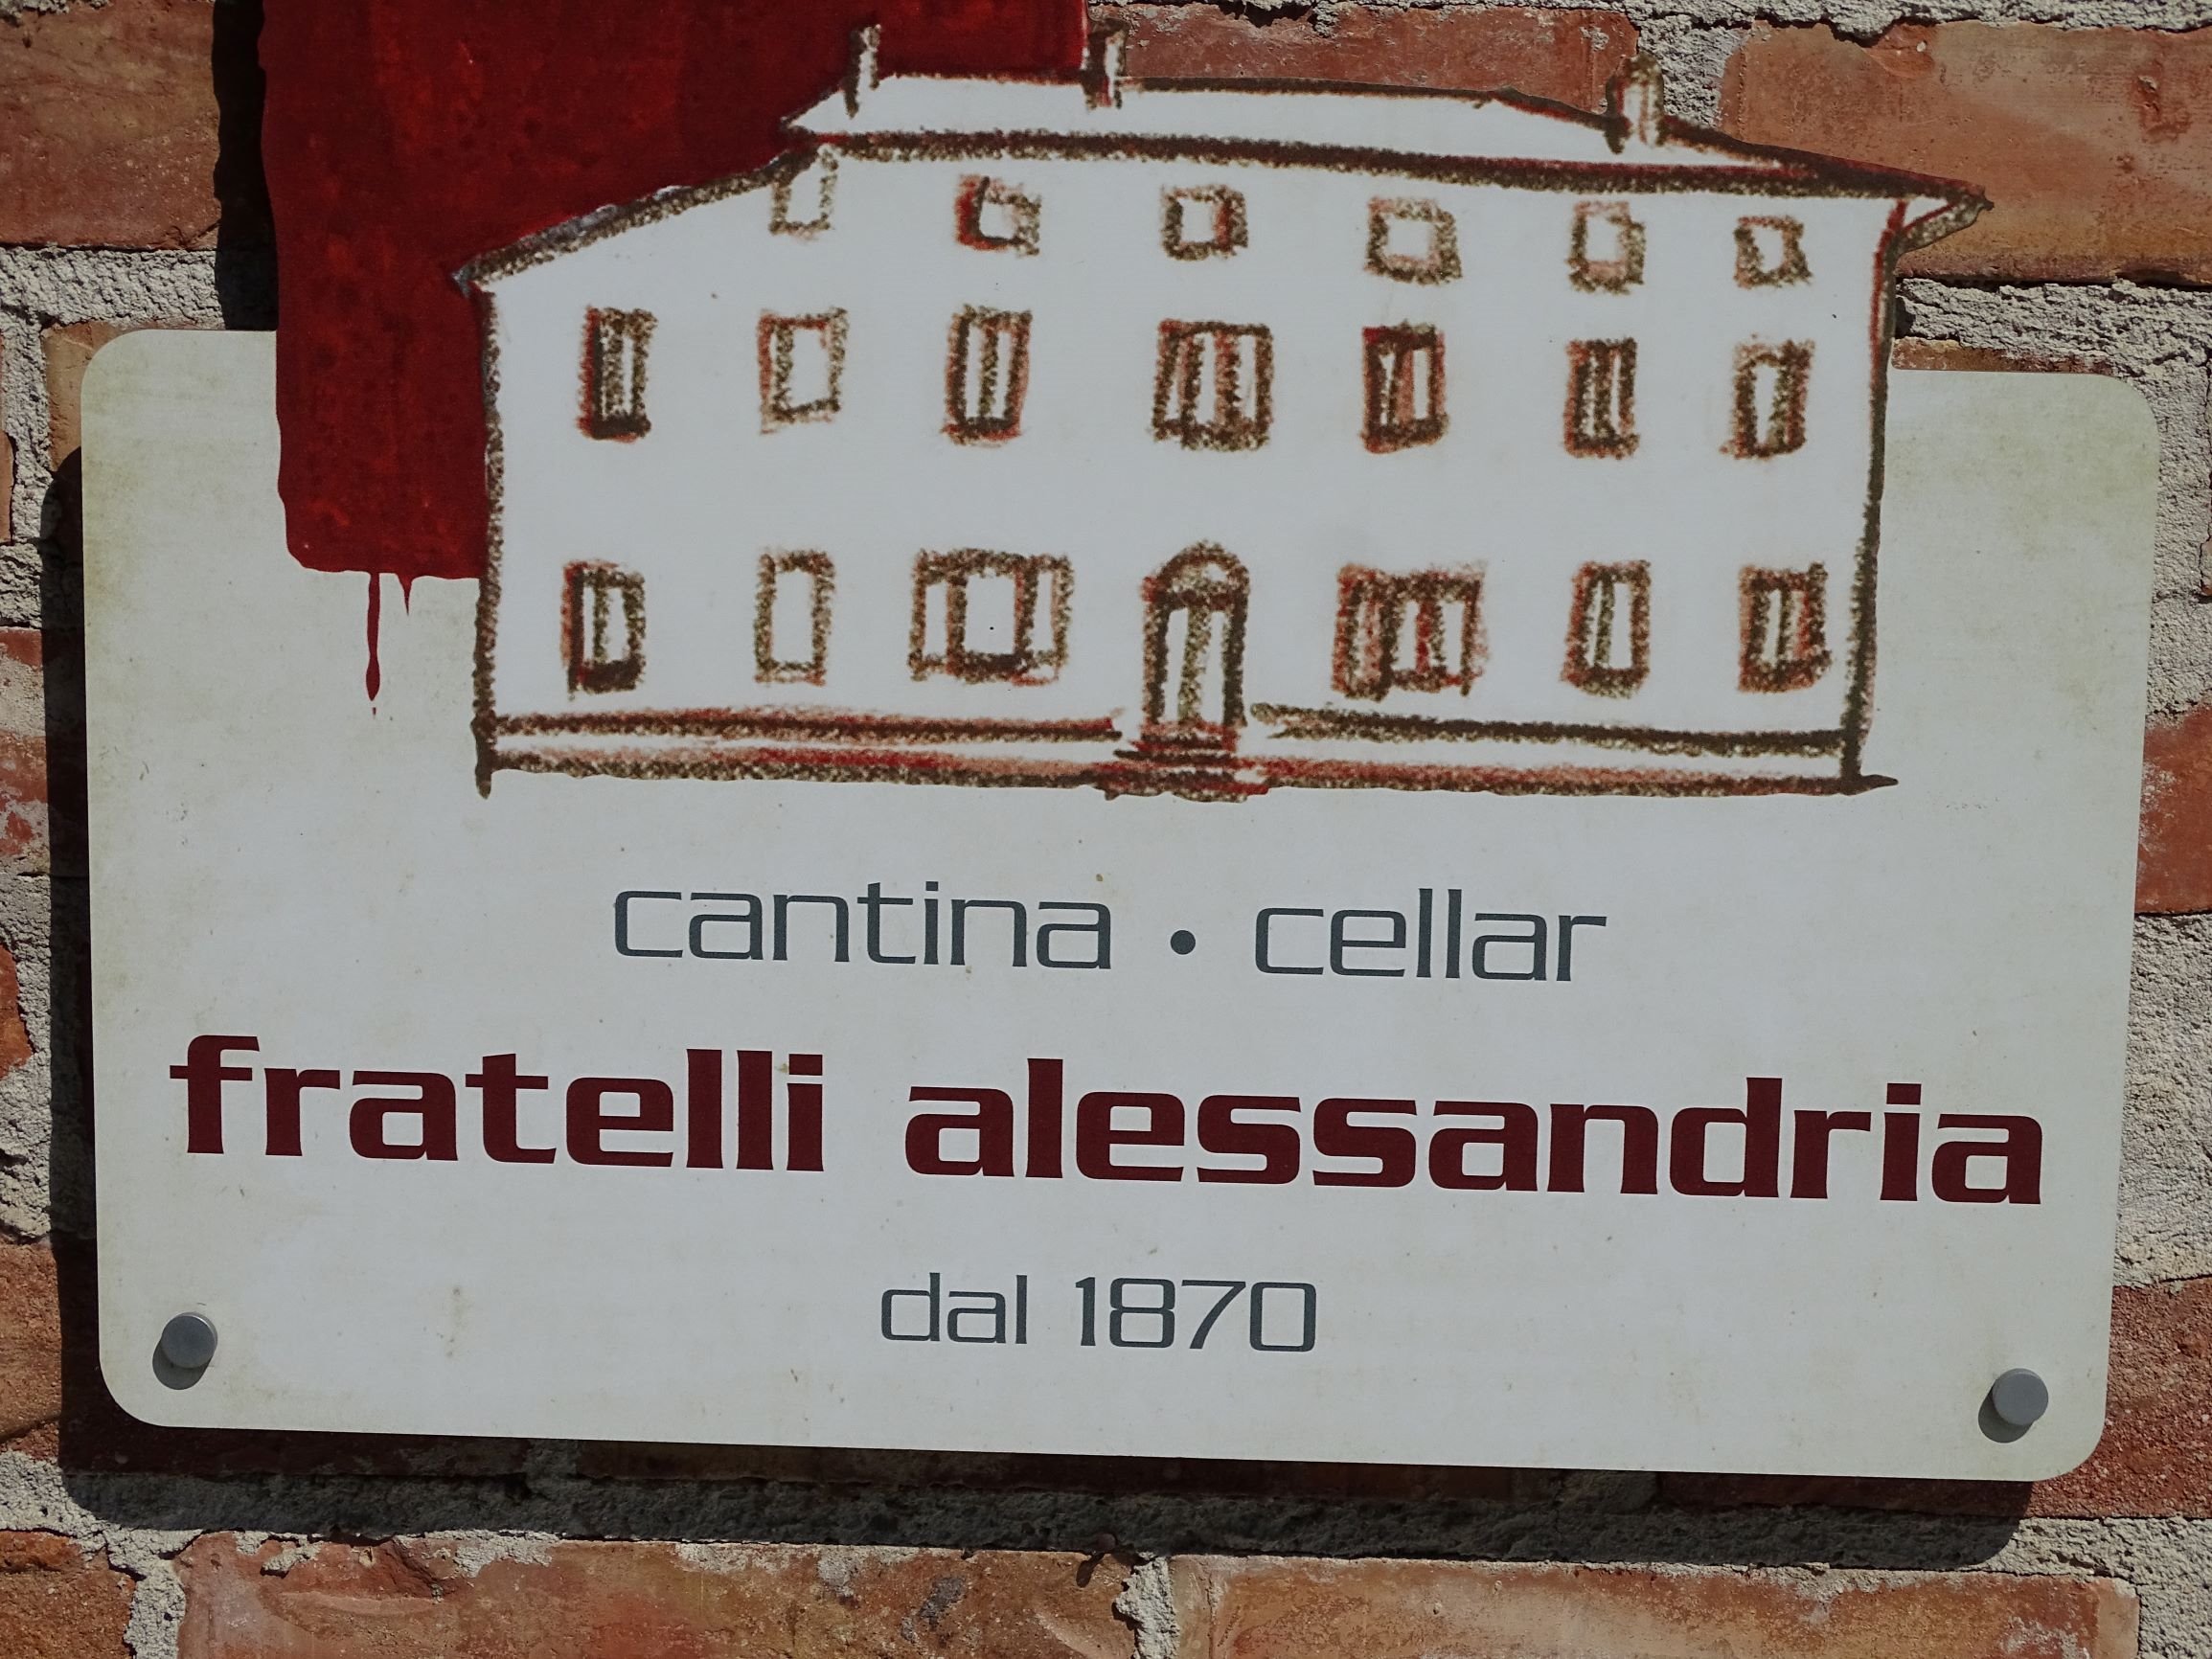 cantina • cellar
fratelli alessandria
dal 1870